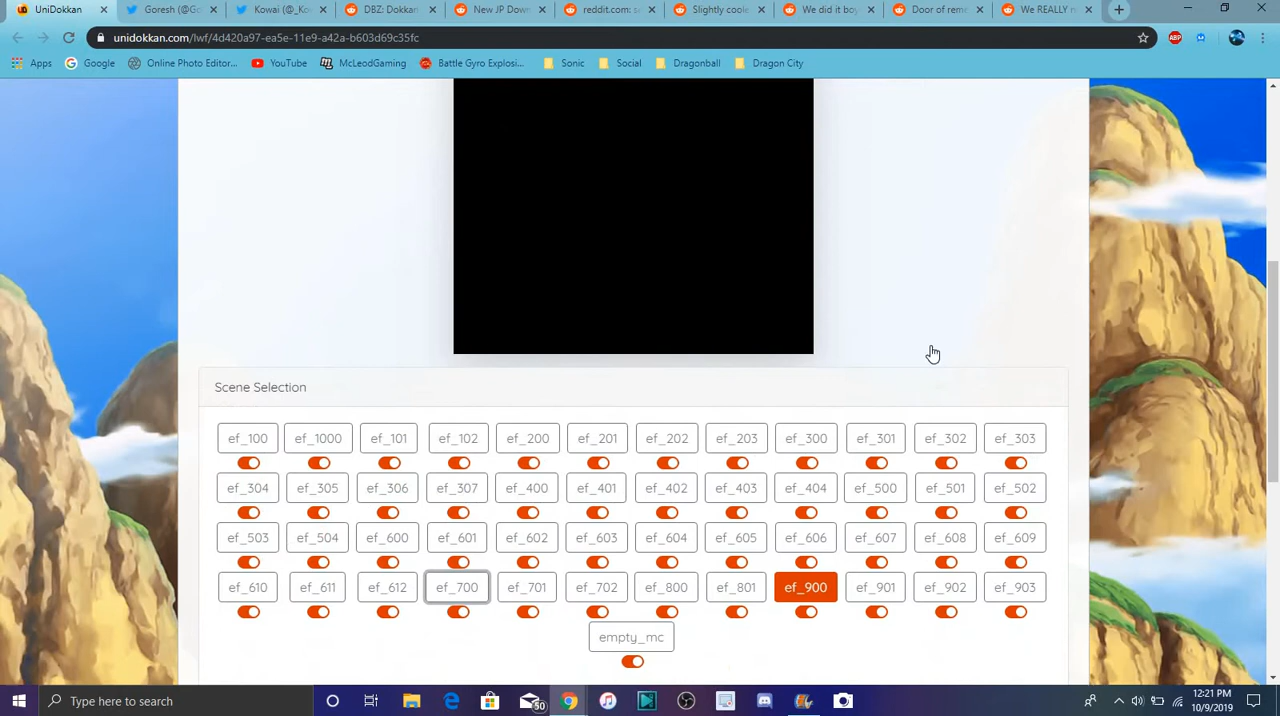 UniDokkan
Goresh (@Go
Kowai (@_Ko
DBZ: Dokkan
New JP Down
reddit.com: s
Slightly coole
We did it boy
Door of reme
We REALLY n
unidokkan.com/lwf/4d420a97-ea5e-11e9-a42a-b603d69c35fc
ABP
Apps
Google
Online Photo Editor...
YouTube
McLeodGaming
Battle Gyro Explosi...
Sonic
Social
Dragonball
Dragon City
Scene Selection
ef_100 ef_1000 ef_101 ef_102 ef_200 ef_201 ef_202 ef_203 ef_300 ef_301 ef_302 ef_303
ef_304 ef_305 ef_306 ef_307 ef_400 ef_401 ef_402 ef_403 ef_404 ef_500 ef_501 ef_502
ef_503 ef_504 ef_600 ef_601 ef_602 ef_603 ef_604 ef_605 ef_606 ef_607 ef_608 ef_609
ef_610 ef_611 ef_612 ef_700 ef_701 ef_702 ef_800 ef_801 ef_900 ef_901 ef_902 ef_903
empty_mc
Type here to search
50
12:21 PM
10/9/2019